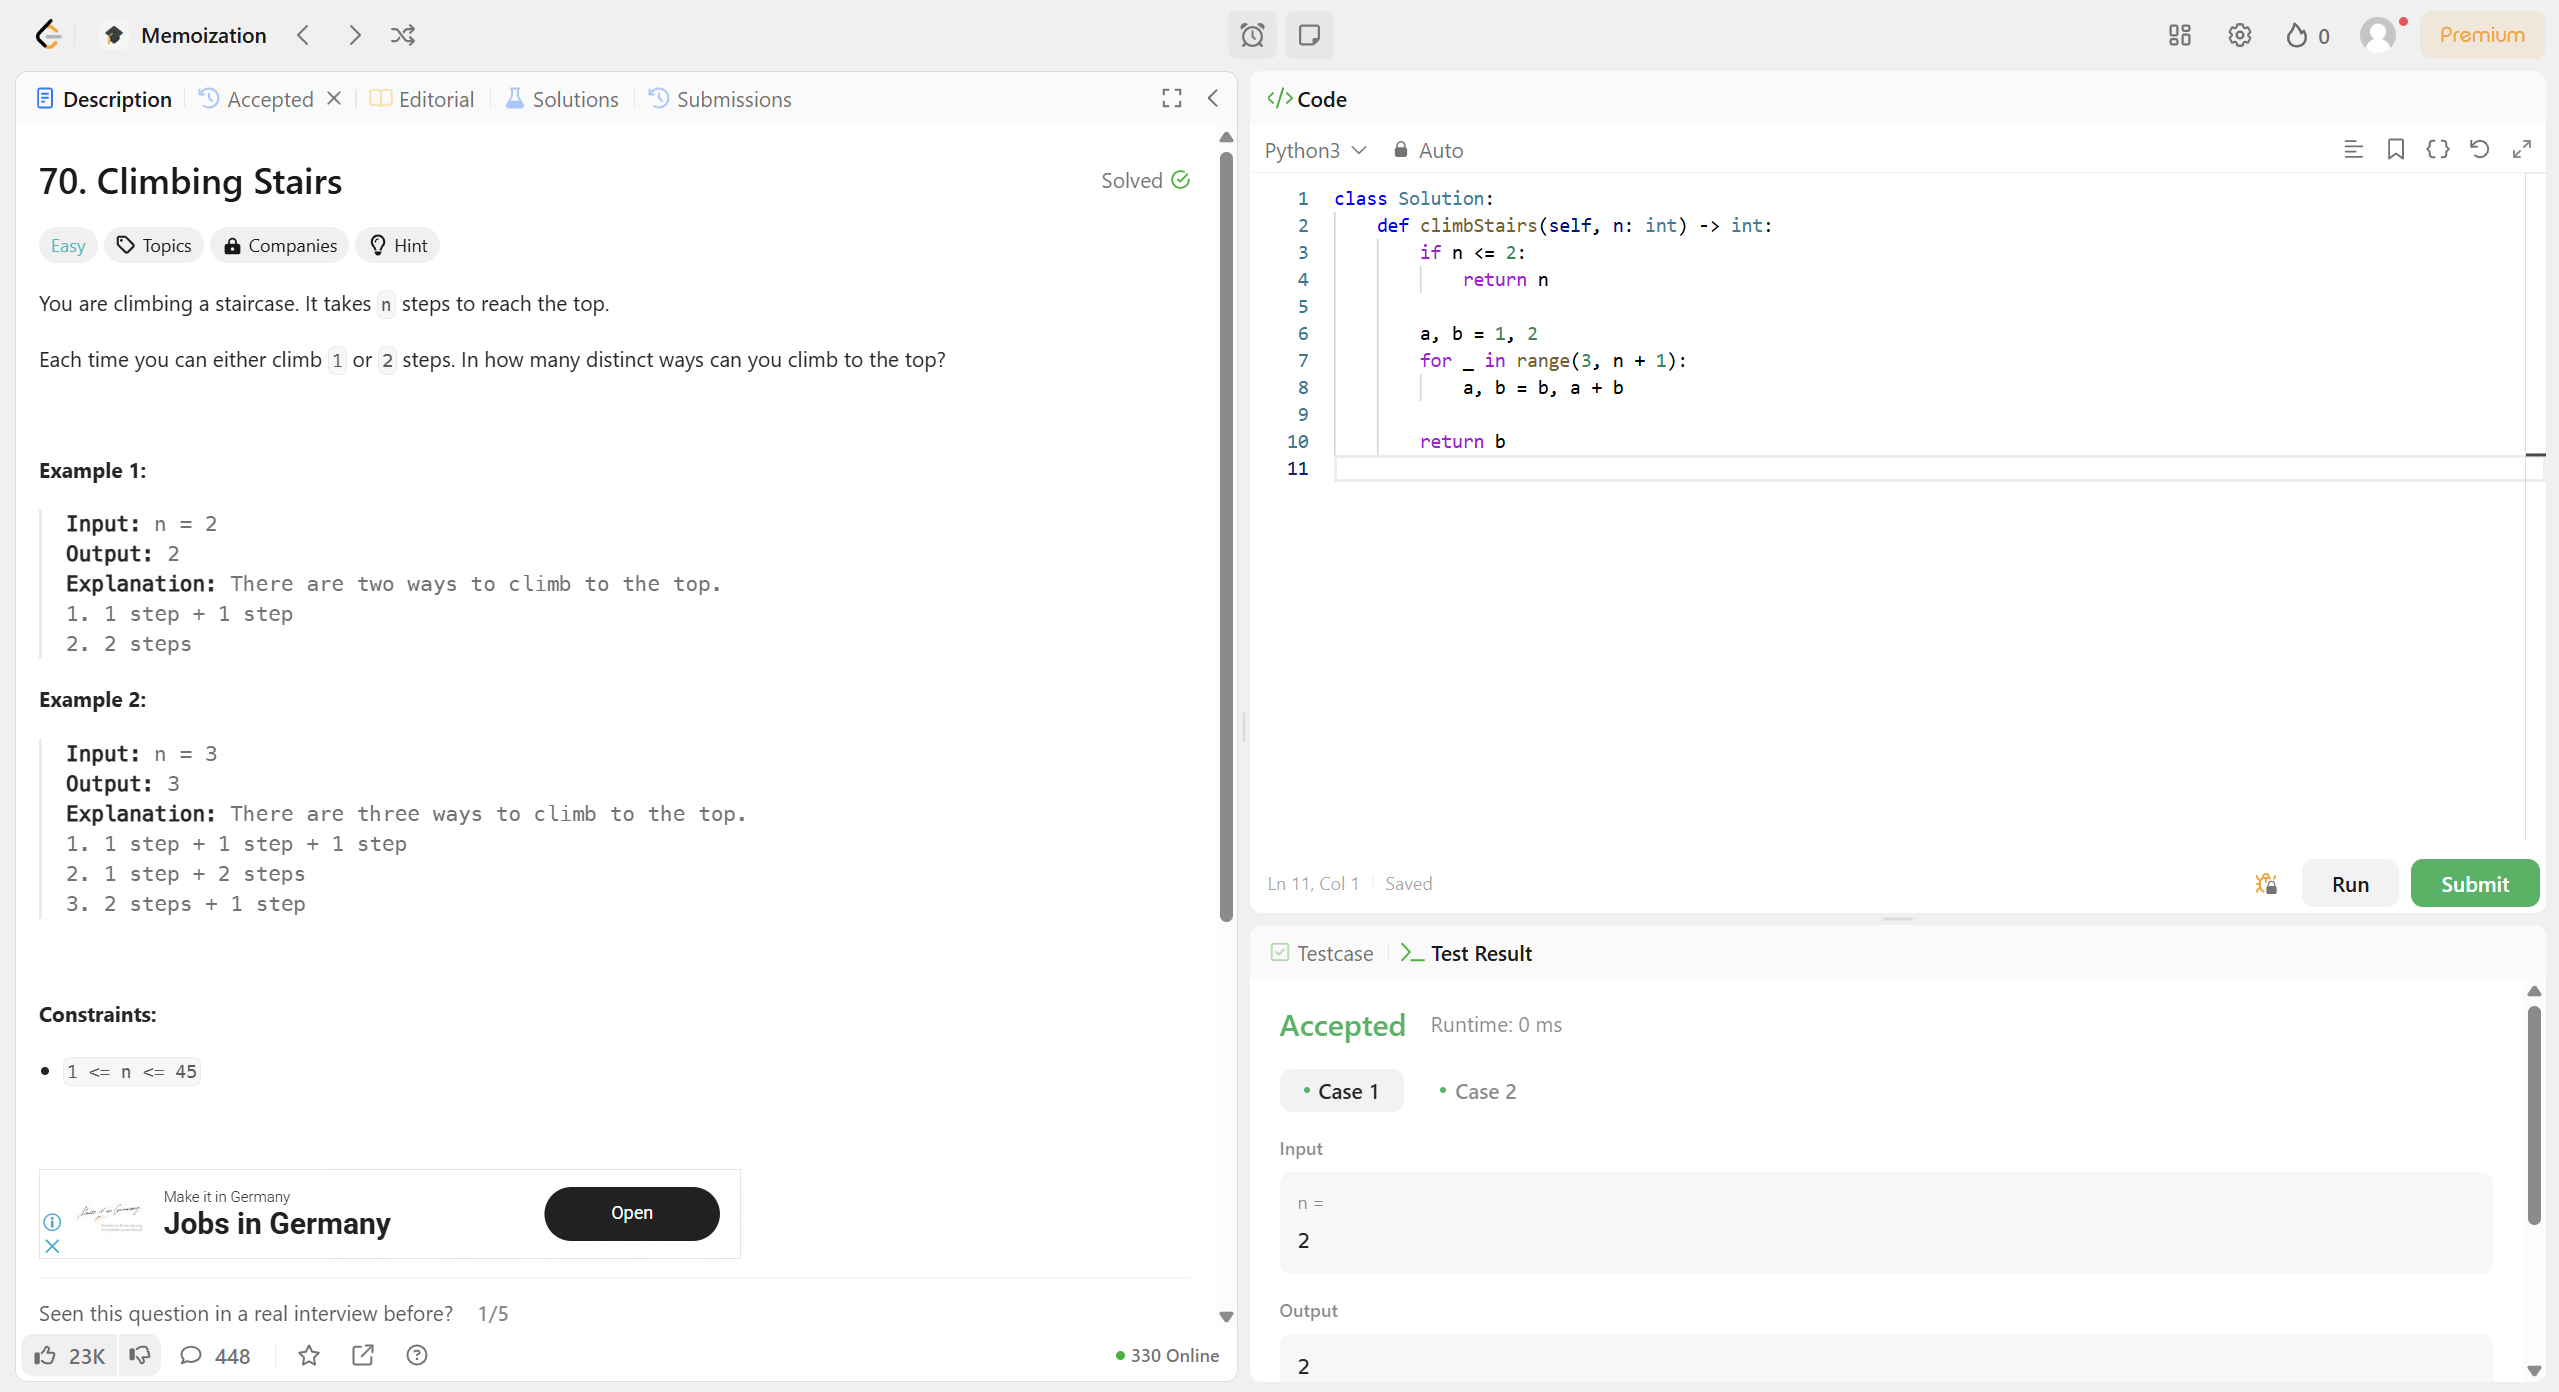 Memoization
0
Premium
Description
Accepted
Editorial
Solutions
Submissions
70. Climbing Stairs
Solved
Easy
Topics
Companies
Hint
You are climbing a staircase. It takes n steps to reach the top.
Each time you can either climb 1 or 2 steps. In how many distinct ways can you climb to the top?
Example 1:
Input: n = 2
Output: 2
Explanation: There are two ways to climb to the top.
1. 1 step + 1 step
2. 2 steps
Example 2:
Input: n = 3
Output: 3
Explanation: There are three ways to climb to the top.
1. 1 step + 1 step + 1 step
2. 1 step + 2 steps
3. 2 steps + 1 step
Constraints:
1 <= n <= 45
Make it in Germany
Jobs in Germany
Open
Seen this question in a real interview before? 1/5
23K
448
330 Online
</> Code
Python3
Auto
1 class Solution:
2     def climbStairs(self, n: int) -> int:
3         if n <= 2:
4             return n
5
6         a, b = 1, 2
7         for _ in range(3, n + 1):
8             a, b = b, a + b
9
10         return b
11
Ln 11, Col 1
Saved
Run
Submit
Testcase
Test Result
Accepted
Runtime: 0 ms
Case 1
Case 2
Input
n =
2
Output
2